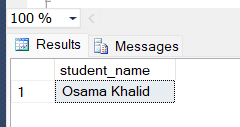 100 %
Results Messages
student_name
1 Osama Khalid